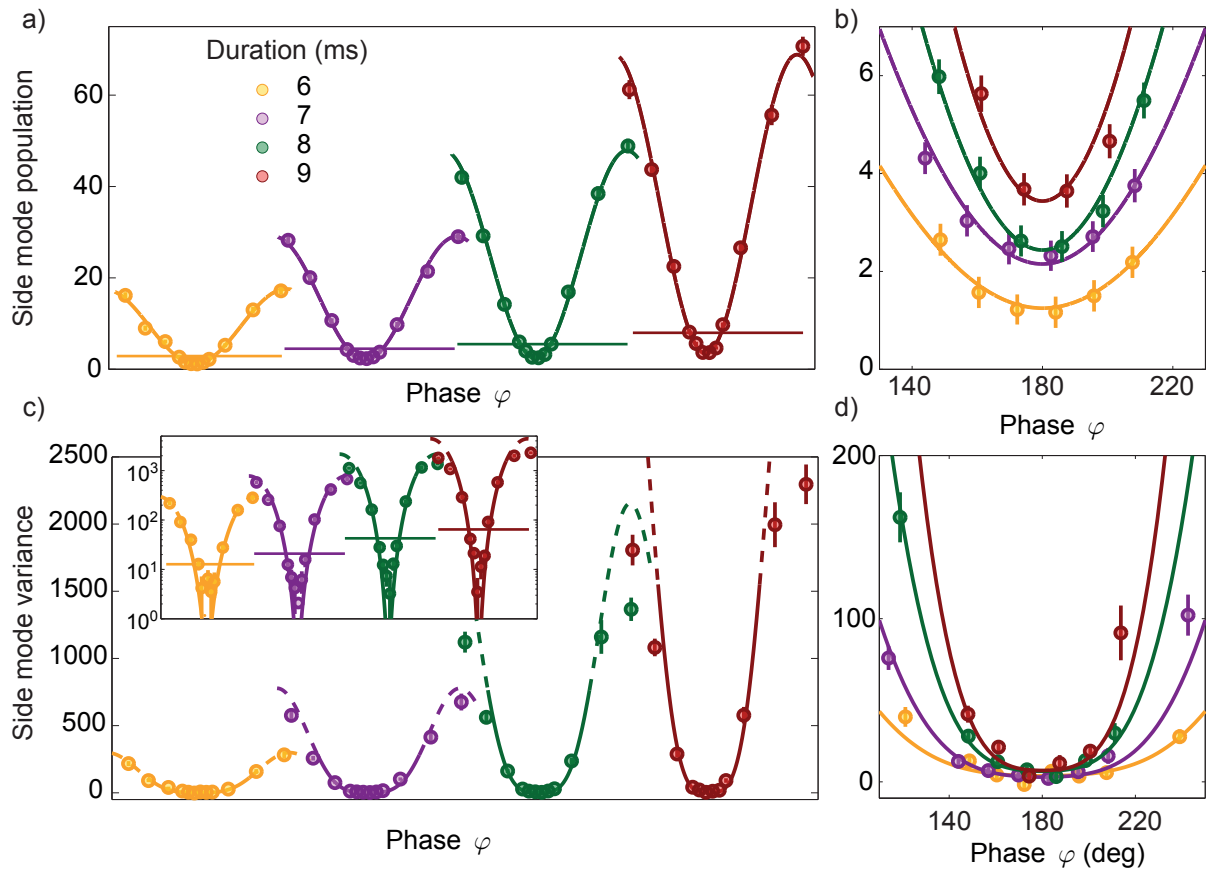 a)
Side mode population
60
40
20
0
Duration (ms)
6
7
8
9
Phase φ
b)
6
4
2
0
140
180
220
Phase φ
c)
Side mode variance
2500
2000
1500
1000
500
0
10³
10²
10¹
10⁰
Phase φ
d)
200
100
0
140
180
220
Phase φ (deg)